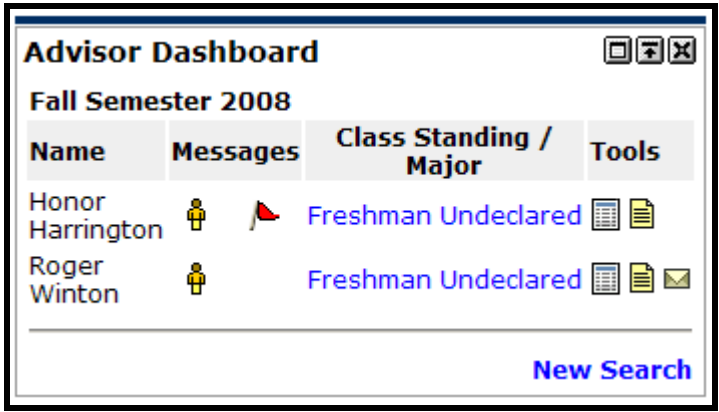 Advisor Dashboard
Fall Semester 2008
Name Messages Class Standing / Major Tools
Honor Harrington Freshman Undeclared
Roger Winton Freshman Undeclared
New Search